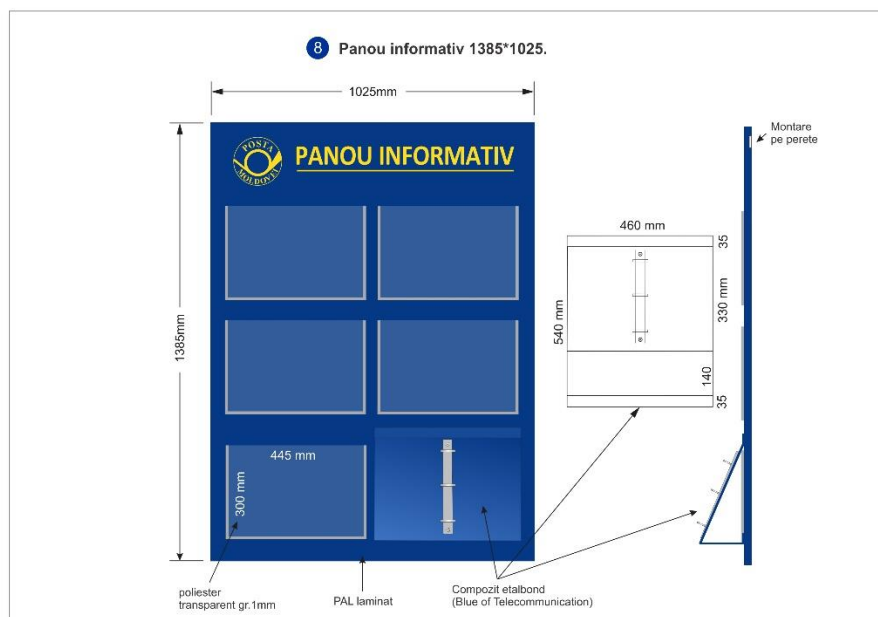 8 Panou informativ 1385*1025.
1025mm
Montare
pe perete
POSTA
MOLDOVEI
PANOU INFORMATIV
460 mm
35
330 mm
540 mm
1385mm
140
35
445 mm
300 mm
poliester
transparent gr.1mm
PAL laminat
Compozit etalbond
(Blue of Telecommunication)